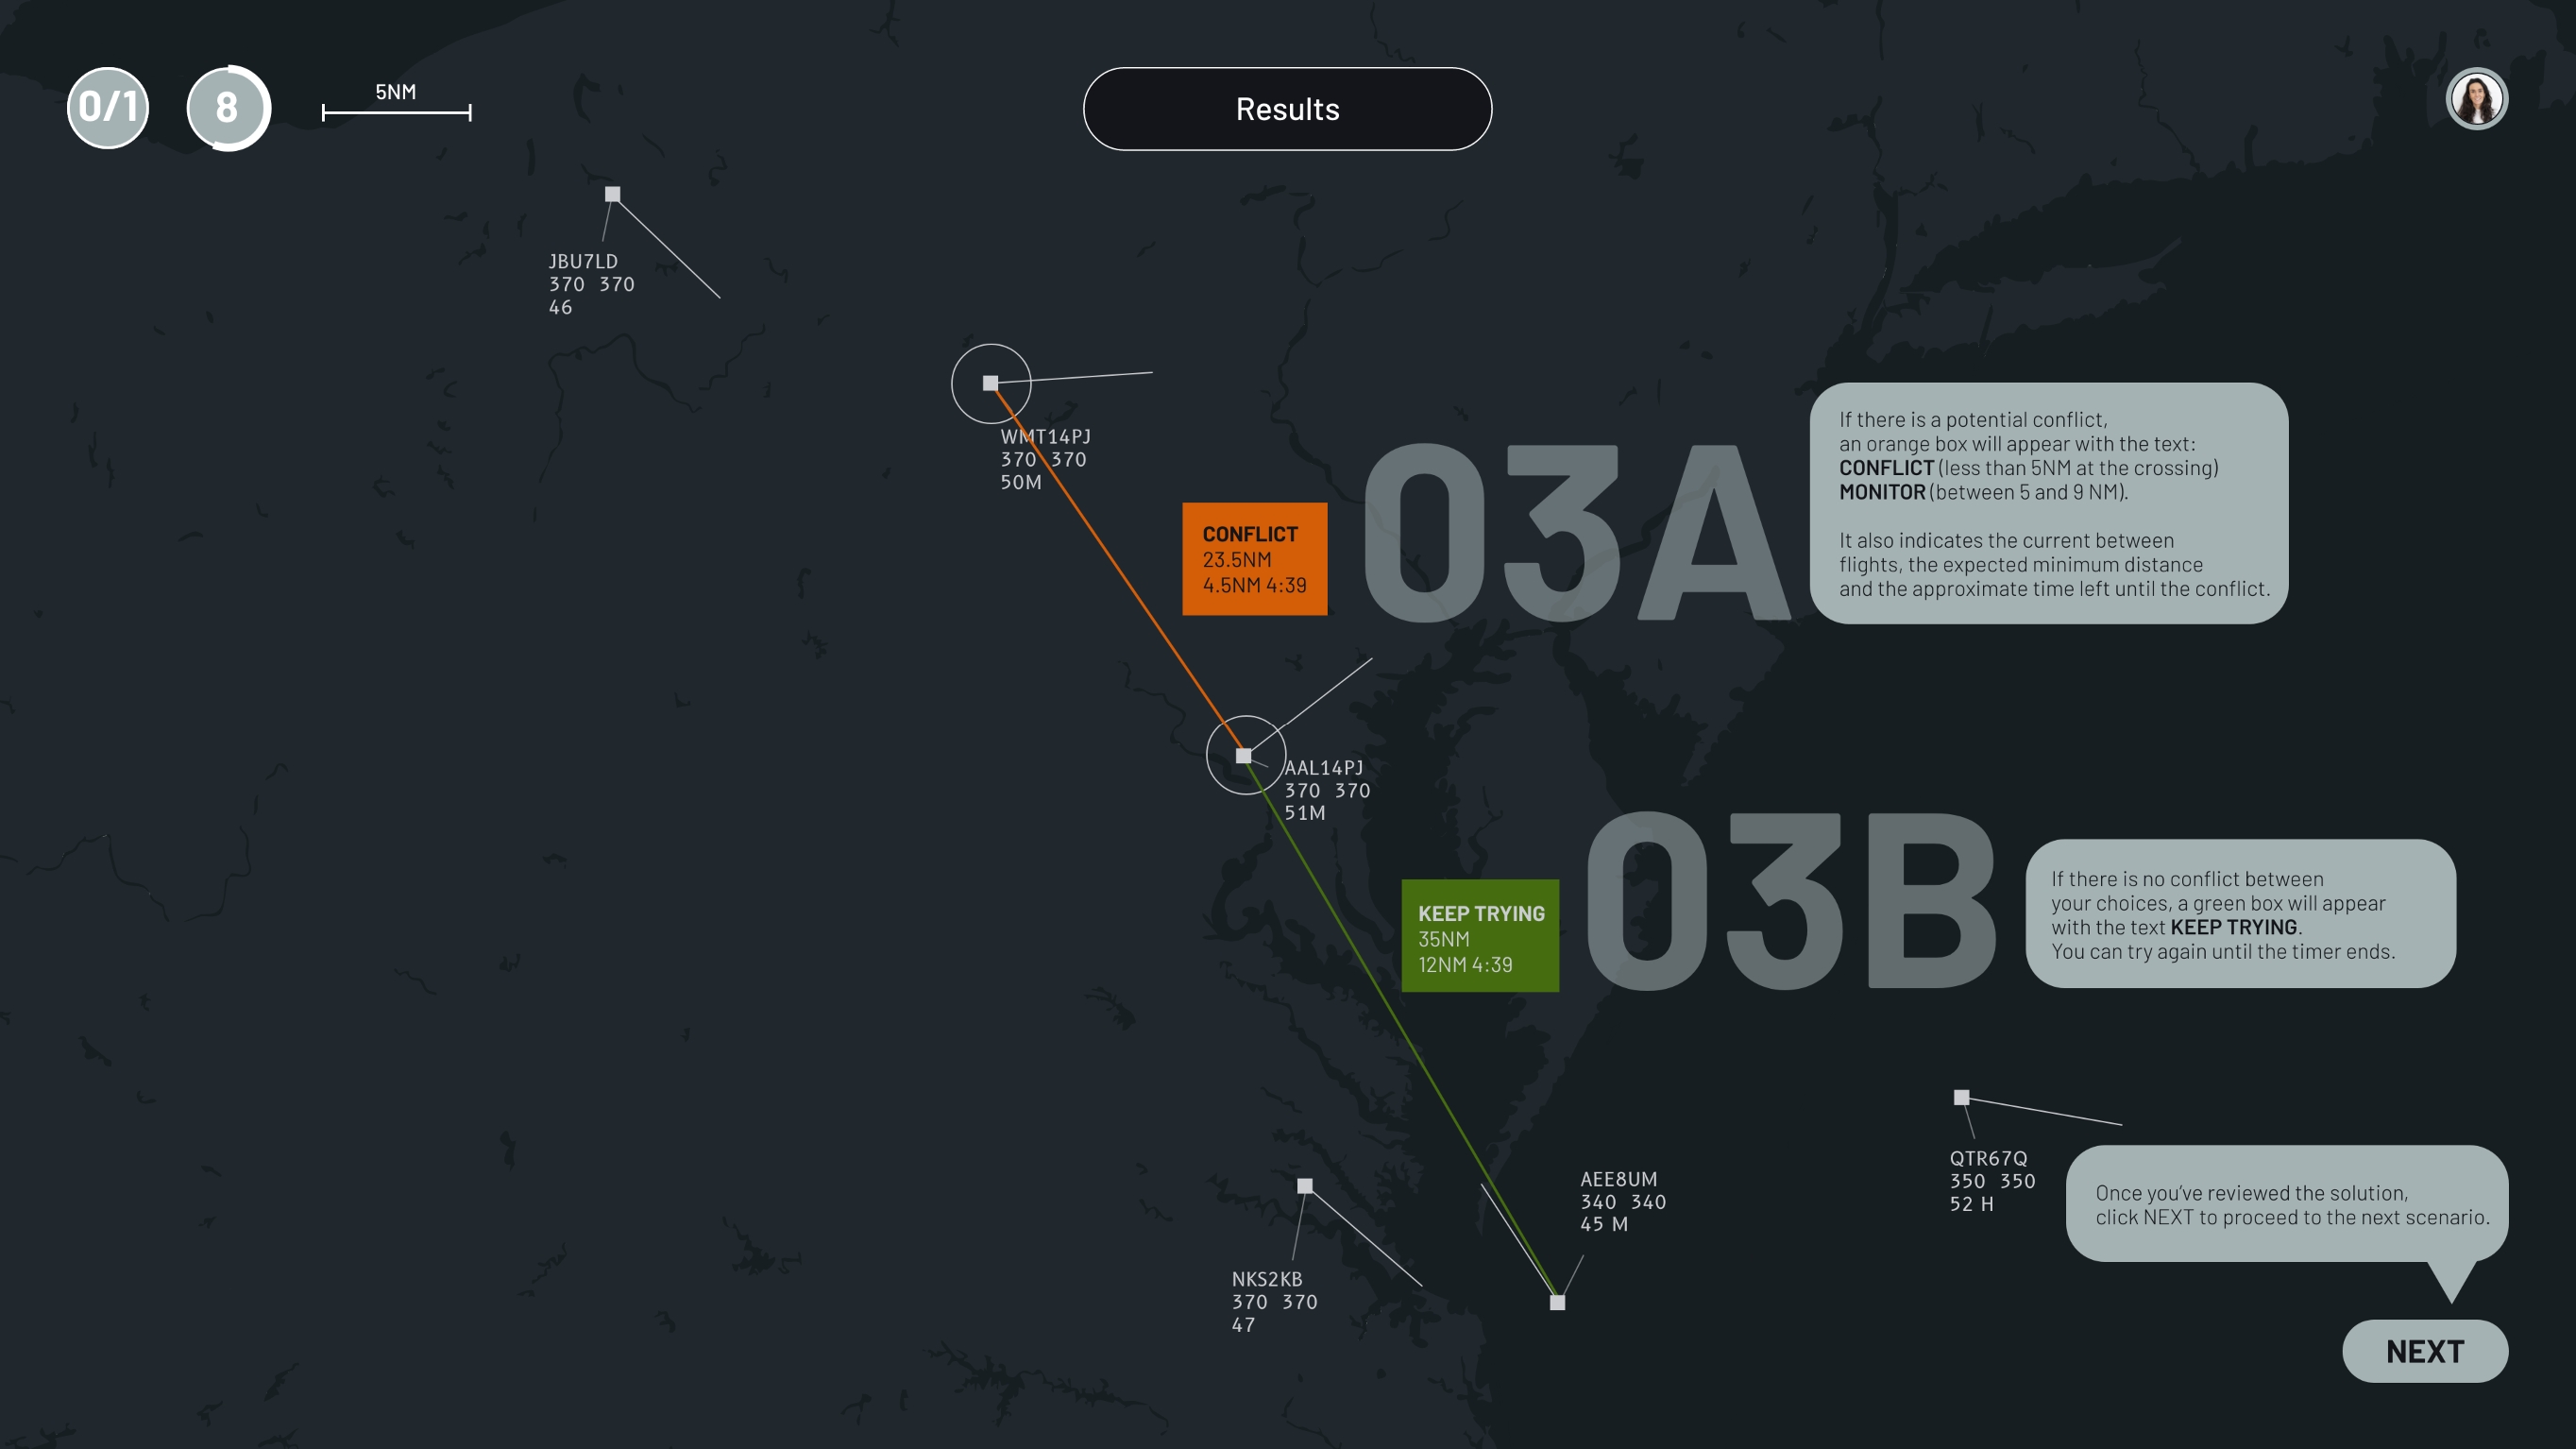 0/1
8
5NM
Results
JBU7LD
370 370
46
WMT14PJ
370 370
50M
CONFLICT
23.5NM
4.5NM 4:39
03A
If there is a potential conflict,
an orange box will appear with the text:
CONFLICT (less than 5NM at the crossing)
MONITOR (between 5 and 9 NM).
It also indicates the current between
flights, the expected minimum distance
and the approximate time left until the conflict.
AAL14PJ
370 370
51M
KEEP TRYING
35NM
12NM 4:39
03B
If there is no conflict between
your choices, a green box will appear
with the text KEEP TRYING.
You can try again until the timer ends.
QTR67Q
350 350
52 H
AEE8UM
340 340
45 M
NKS2KB
370 370
47
Once you’ve reviewed the solution,
click NEXT to proceed to the next scenario.
NEXT